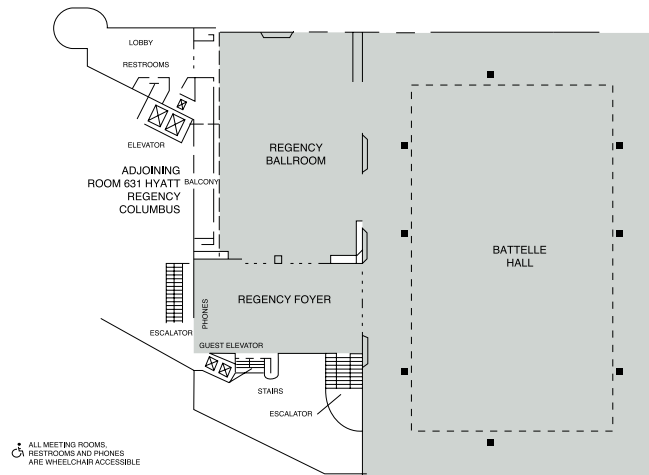 LOBBY
RESTROOMS
ELEVATOR
ADJOINING
ROOM 631 HYATT
REGENCY
COLUMBUS
BALCONY
REGENCY
BALLROOM
BATTELLE
HALL
REGENCY FOYER
PHONES
ESCALATOR
GUEST ELEVATOR
STAIRS
ESCALATOR
ALL MEETING ROOMS,
RESTROOMS AND PHONES
ARE WHEELCHAIR ACCESSIBLE